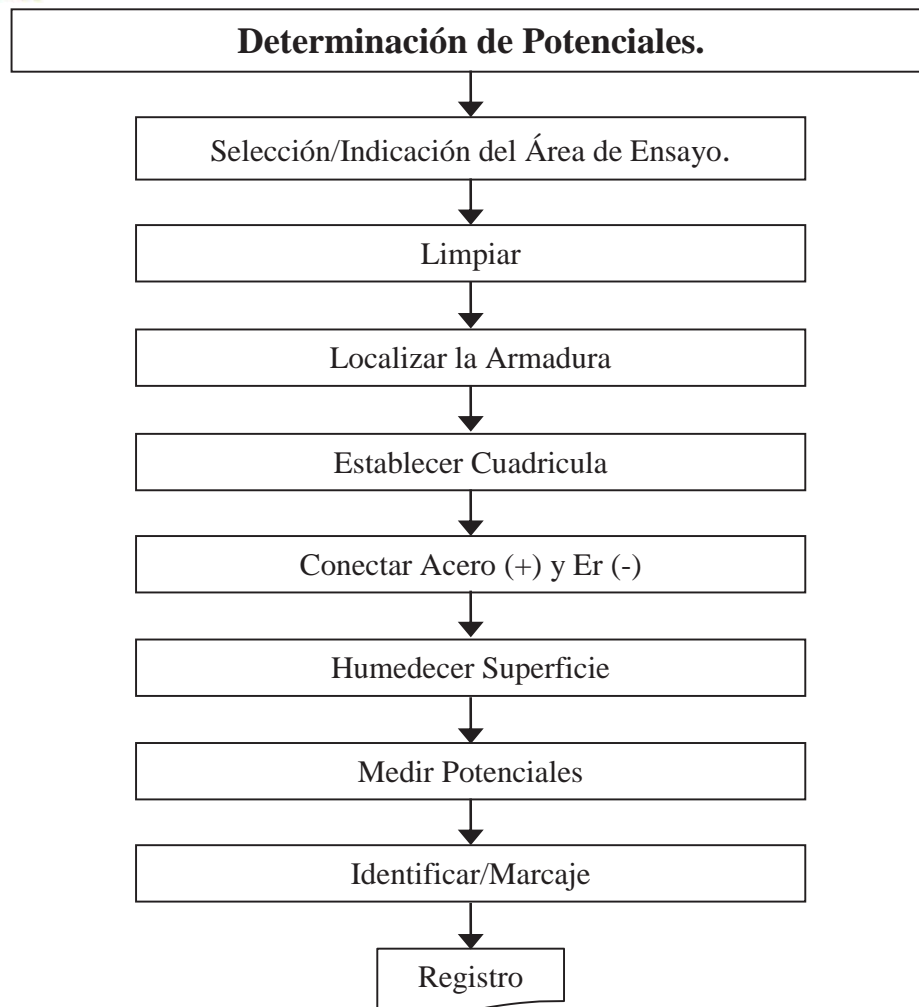 Determinación de Potenciales.
Selección/Indicación del Área de Ensayo.
Limpiar
Localizar la Armadura
Establecer Cuadricula
Conectar Acero (+) y Er (-)
Humedecer Superficie
Medir Potenciales
Identificar/Marcaje
Registro